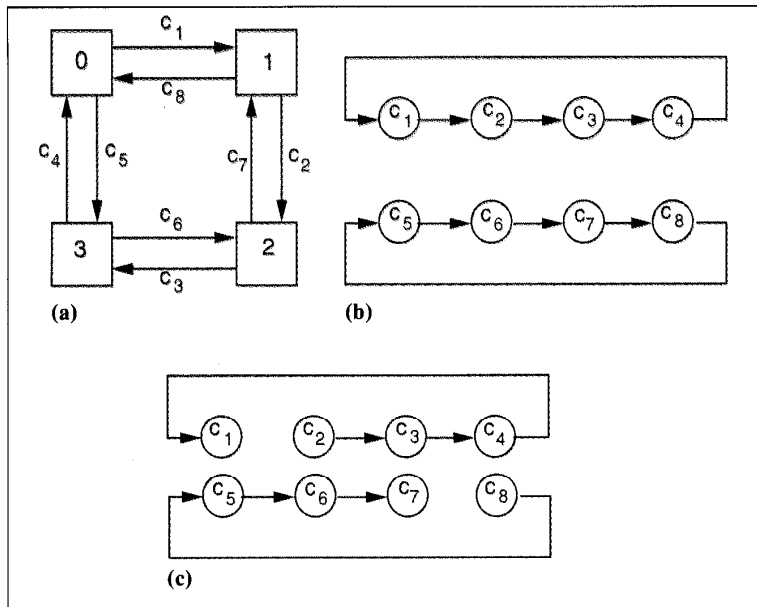 C₁
0 1
C₈
C₄ C₅ C₇ C₂
C₆
3 2
C₃
(a)
C₁ C₂ C₃ C₄
C₅ C₆ C₇ C₈
(b)
C₁ C₂ C₃ C₄
C₅ C₆ C₇ C₈
(c)